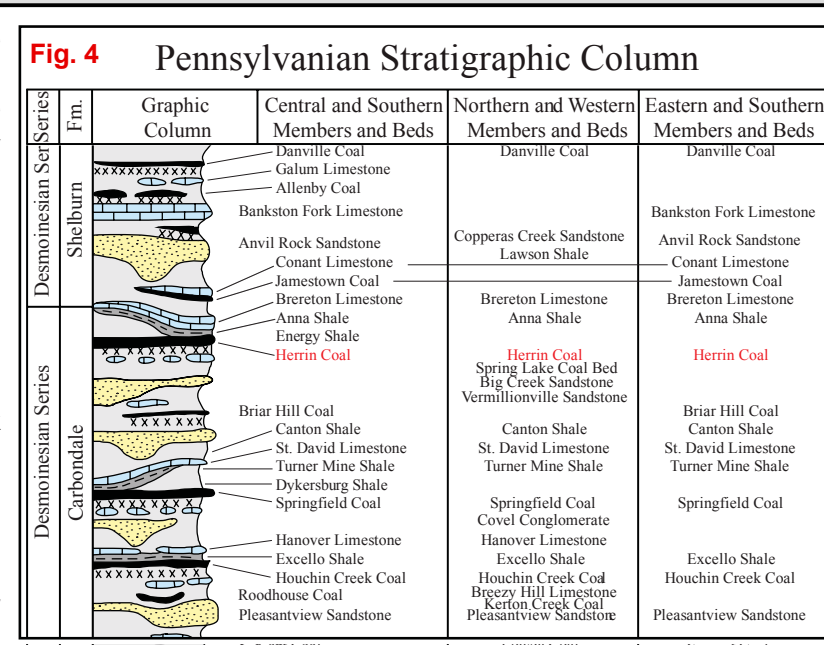 Fig. 4 Pennsylvanian Stratigraphic Column
Series
Fm.
Graphic Column
Central and Southern Members and Beds
Northern and Western Members and Beds
Eastern and Southern Members and Beds
Desmoinesian Ser
Shelburn
Desmoinesian Series
Carbondale
Danville Coal
Galum Limestone
Allenby Coal
Bankston Fork Limestone
Anvil Rock Sandstone
Conant Limestone
Jamestown Coal
Brereton Limestone
Anna Shale
Energy Shale
Herrin Coal
Briar Hill Coal
Canton Shale
St. David Limestone
Turner Mine Shale
Dykersburg Shale
Springfield Coal
Hanover Limestone
Excello Shale
Houchin Creek Coal
Roodhouse Coal
Pleasantview Sandstone
Danville Coal
Copperas Creek Sandstone
Lawson Shale
Brereton Limestone
Anna Shale
Herrin Coal
Spring Lake Coal Bed
Big Creek Sandstone
Vermillionville Sandstone
Canton Shale
St. David Limestone
Turner Mine Shale
Springfield Coal
Covel Conglomerate
Hanover Limestone
Excello Shale
Houchin Creek Coal
Breezy Hill Limestone
Kerton Creek Coal
Pleasantview Sandstone
Danville Coal
Bankston Fork Limestone
Anvil Rock Sandstone
Conant Limestone
Jamestown Coal
Brereton Limestone
Anna Shale
Herrin Coal
Briar Hill Coal
Canton Shale
St. David Limestone
Turner Mine Shale
Springfield Coal
Excello Shale
Houchin Creek Coal
Pleasantview Sandstone